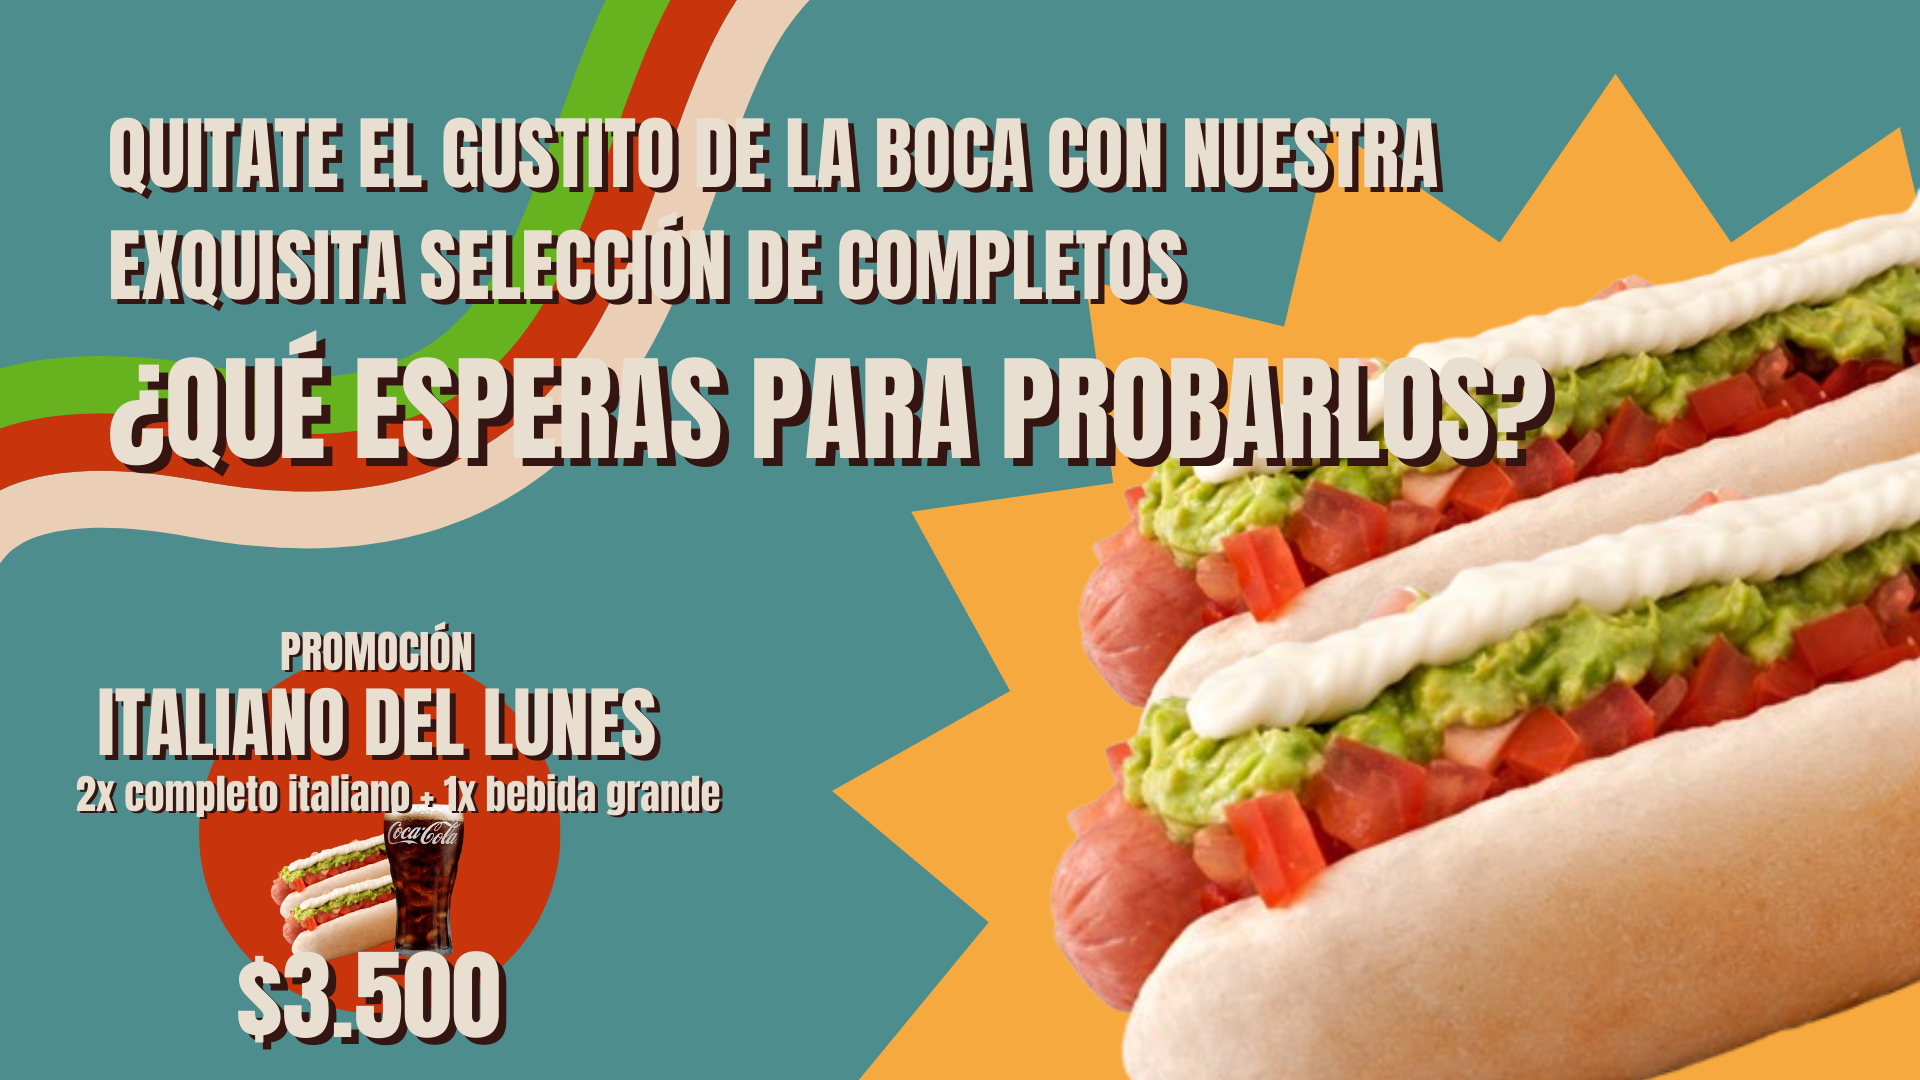 QUITATE EL GUSTITO DE LA BOCA CON NUESTRA
EXQUISITA SELECCIÓN DE COMPLETOS
¿QUÉ ESPERAS PARA PROBARLOS?
PROMOCIÓN
ITALIANO DEL LUNES
2x completo italiano + 1x bebida grande
Coca-Cola
$3.500